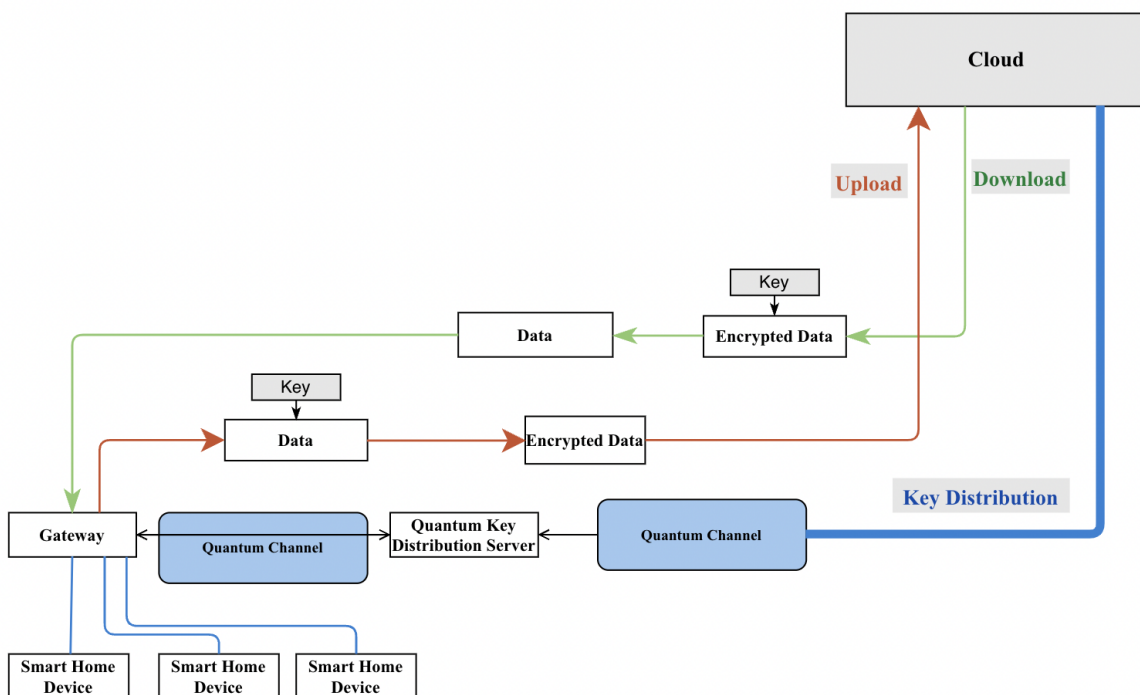 Cloud
Upload
Download
Key
Data
Encrypted Data
Key
Data
Encrypted Data
Key Distribution
Gateway
Quantum Channel
Quantum Key
Distribution Server
Quantum Channel
Smart Home
Device
Smart Home
Device
Smart Home
Device